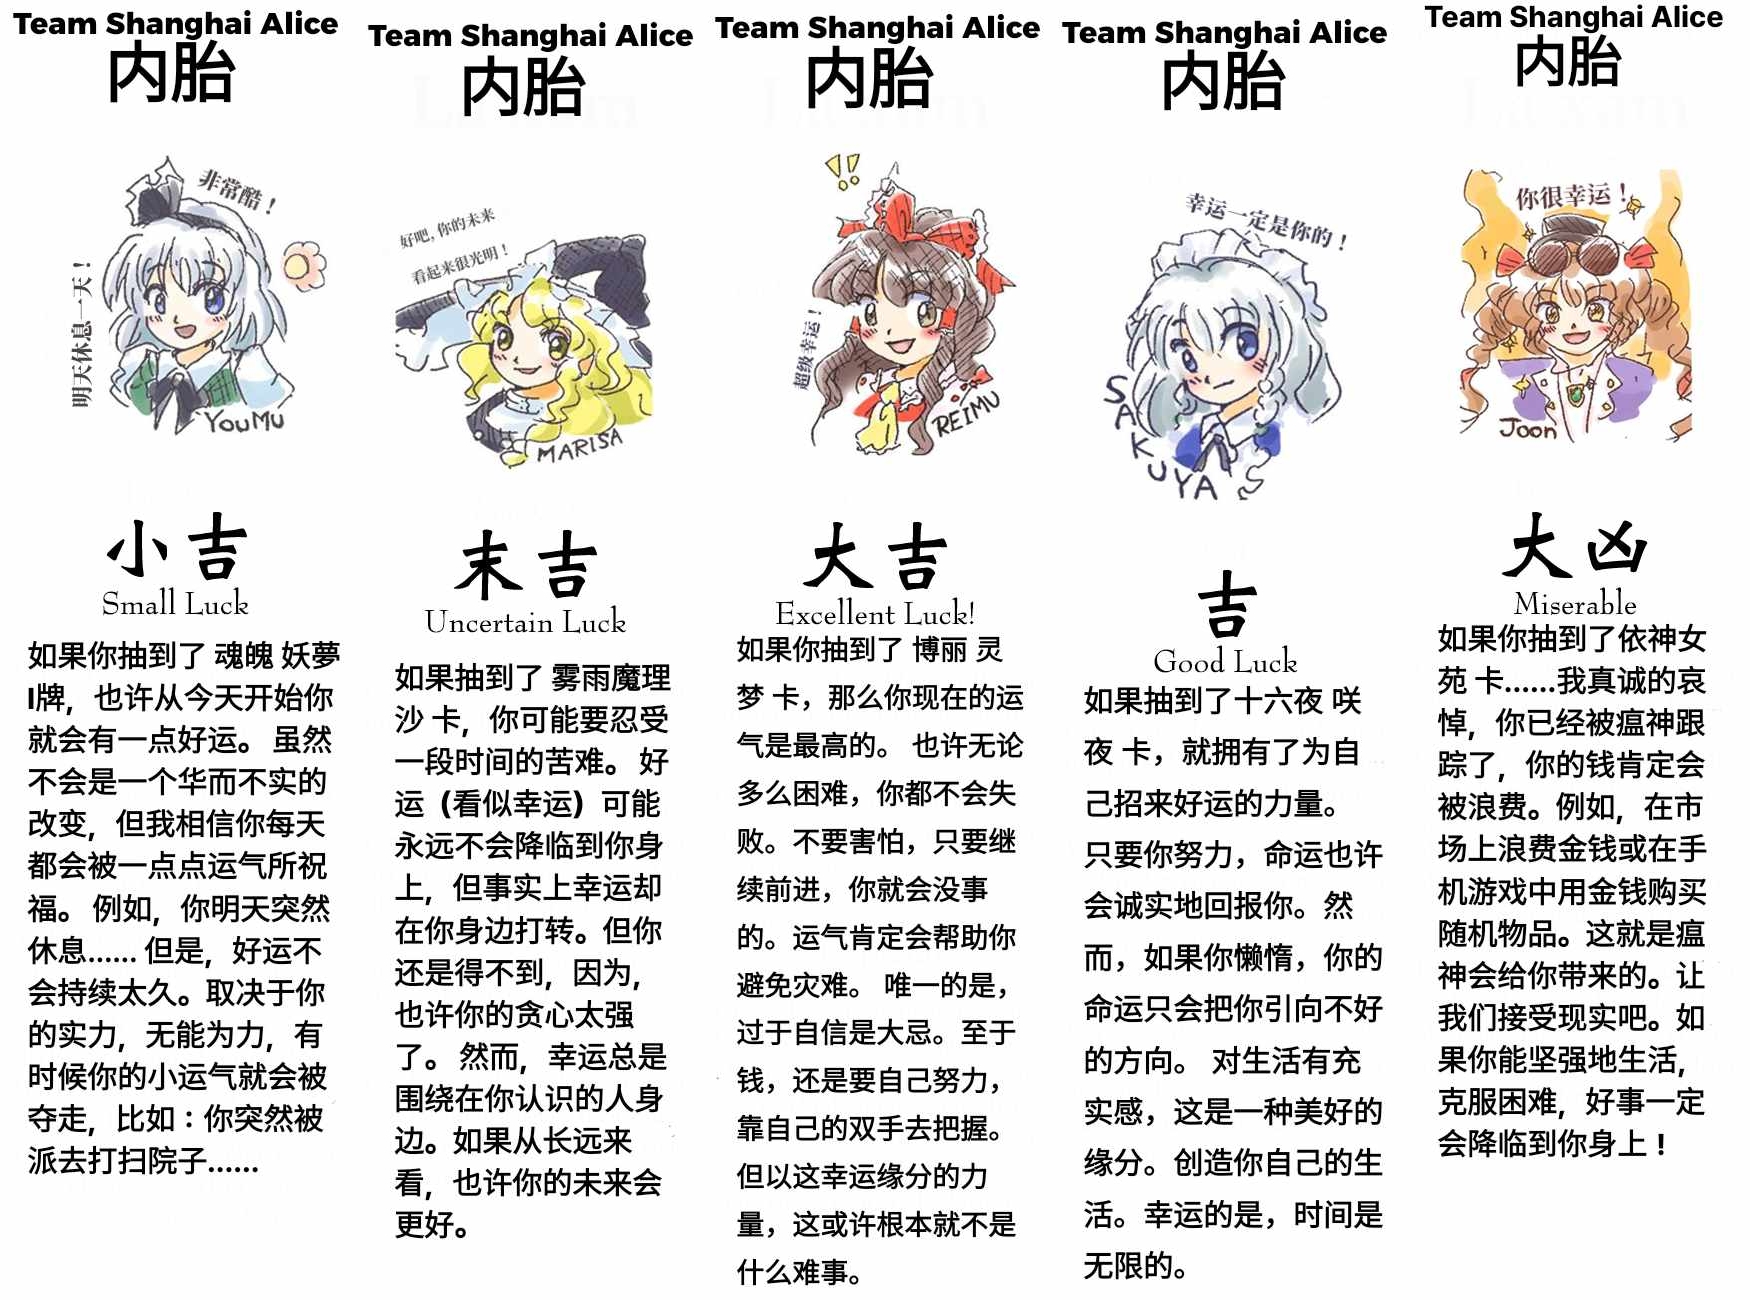 Team Shanghai Alice
内胎
非常酷！
明天休息一天！
YOUMU
小吉
Small Luck
如果你抽到了 魂魄 妖夢
I牌，也许从今天开始你
就会有一点好运。 虽然
不会是一个华而不实的
改变，但我相信你每天
都会被一点点运气所祝
福。 例如，你明天突然
休息...... 但是，好运不
会持续太久。取决于你
的实力，无能为力，有
时候你的小运气就会被
夺走，比如：你突然被
派去打扫院子......
Team Shanghai Alice
内胎
好吧，你的未来
看起来很光明！
MARISA
末吉
Uncertain Luck
如果抽到了 雾雨魔理
沙 卡，你可能要忍受
一段时间的苦难。 好
运（看似幸运）可能
永远不会降临到你身
上，但事实上幸运却
在你身边打转。但你
还是得不到，因为，
也许你的贪心太强
了。 然而，幸运总是
围绕在你认识的人身
边。如果从长远来
看，也许你的未来会
更好。
Team Shanghai Alice
内胎
超级幸运！
REIMU
大吉
Excellent Luck!
如果你抽到了 博丽 灵
梦 卡，那么你现在的运
气是最高的。 也许无论
多么困难，你都不会失
败。不要害怕，只要继
续前进，你就会没事
的。运气肯定会帮助你
避免灾难。 唯一的是，
过于自信是大忌。至于
钱，还是要自己努力，
靠自己的双手去把握。
但以这幸运缘分的力
量，这或许根本就不是
什么难事。
Team Shanghai Alice
内胎
幸运一定是你的！
SAKUYA
吉
Good Luck
如果抽到了十六夜 咲
夜 卡，就拥有了为自
己招来好运的力量。
只要你努力，命运也许
会诚实地回报你。然
而，如果你懒惰，你的
命运只会把你引向不好
的方向。 对生活有充
实感，这是一种美好的
缘分。创造你自己的生
活。幸运的是，时间是
无限的。
Team Shanghai Alice
内胎
你很幸运！
Joon
大凶
Miserable
如果你抽到了依神女
苑 卡......我真诚的哀
悼，你已经被瘟神跟
踪了，你的钱肯定会
被浪费。例如，在市
场上浪费金钱或在手
机游戏中用金钱购买
随机物品。这就是瘟
神会给你带来的。让
我们接受现实吧。如
果你能坚强地生活，
克服困难，好事一定
会降临到你身上！